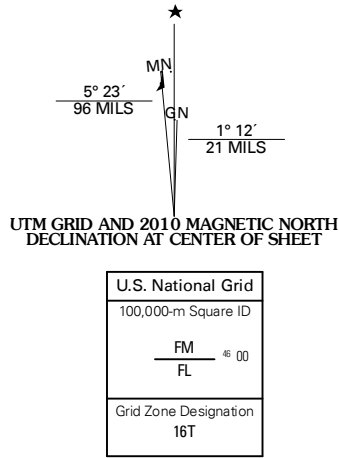 ★
MN
5° 23´
96 MILS
GN
1° 12´
21 MILS
UTM GRID AND 2010 MAGNETIC NORTH
DECLINATION AT CENTER OF SHEET
U.S. National Grid
100,000-m Square ID
FM
46 00
FL
Grid Zone Designation
16T